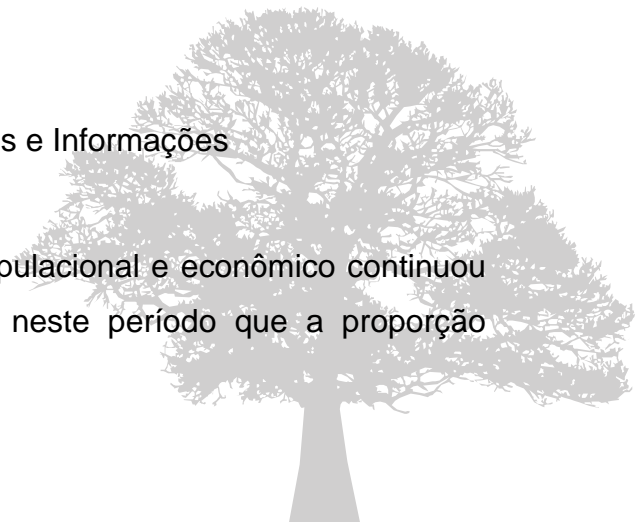 s e Informações
pulacional e econômico continuou
neste período que a proporção